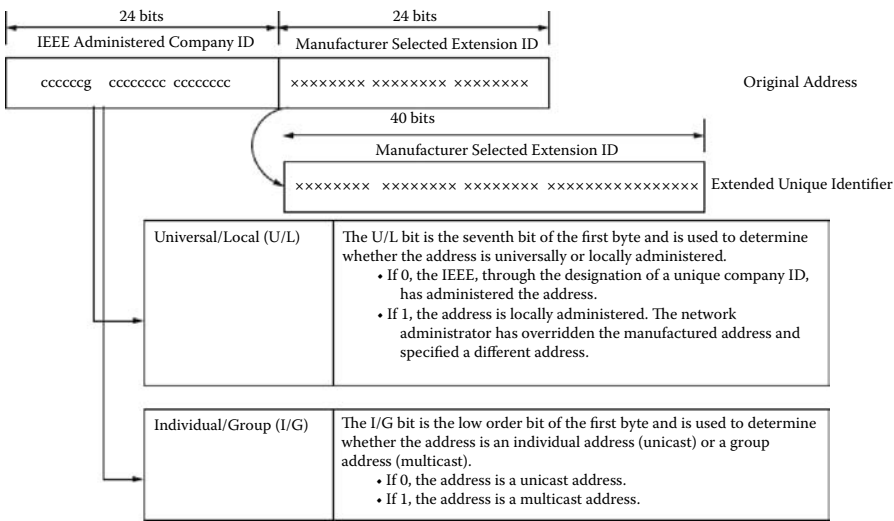 24 bits 24 bits
IEEE Administered Company ID Manufacturer Selected Extension ID
ccccccg cccccccc cccccccc ×××××××× ×××××××× ××××××××
Original Address
40 bits
Manufacturer Selected Extension ID
×××××××× ×××××××× ×××××××× ××××××××××××××××
Extended Unique Identifier
Universal/Local (U/L)
The U/L bit is the seventh bit of the first byte and is used to determine
whether the address is universally or locally administered.
• If 0, the IEEE, through the designation of a unique company ID,
has administered the address.
• If 1, the address is locally administered. The network
administrator has overridden the manufactured address and
specified a different address.
Individual/Group (I/G)
The I/G bit is the low order bit of the first byte and is used to determine
whether the address is an individual address (unicast) or a group
address (multicast).
• If 0, the address is a unicast address.
• If 1, the address is a multicast address.